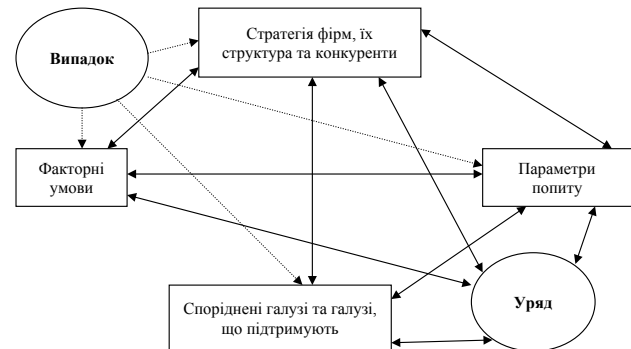 Випадок
Стратегія фірм, їх
структура та конкуренти
Факторні
умови
Параметри
попиту
Споріднені галузі та галузі,
що підтримують
Уряд